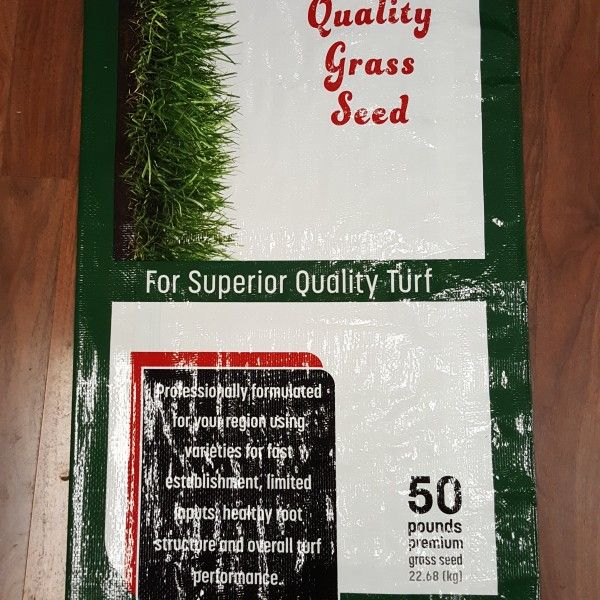 Quality
Grass
Seed
For Superior Quality Turf
Professionally formulated
for your region using
varieties for fast
establishment, limited
inputs, healthy root
structure and overall turf
performance.
50
pounds
premium
grass seed
22.68 (kg)